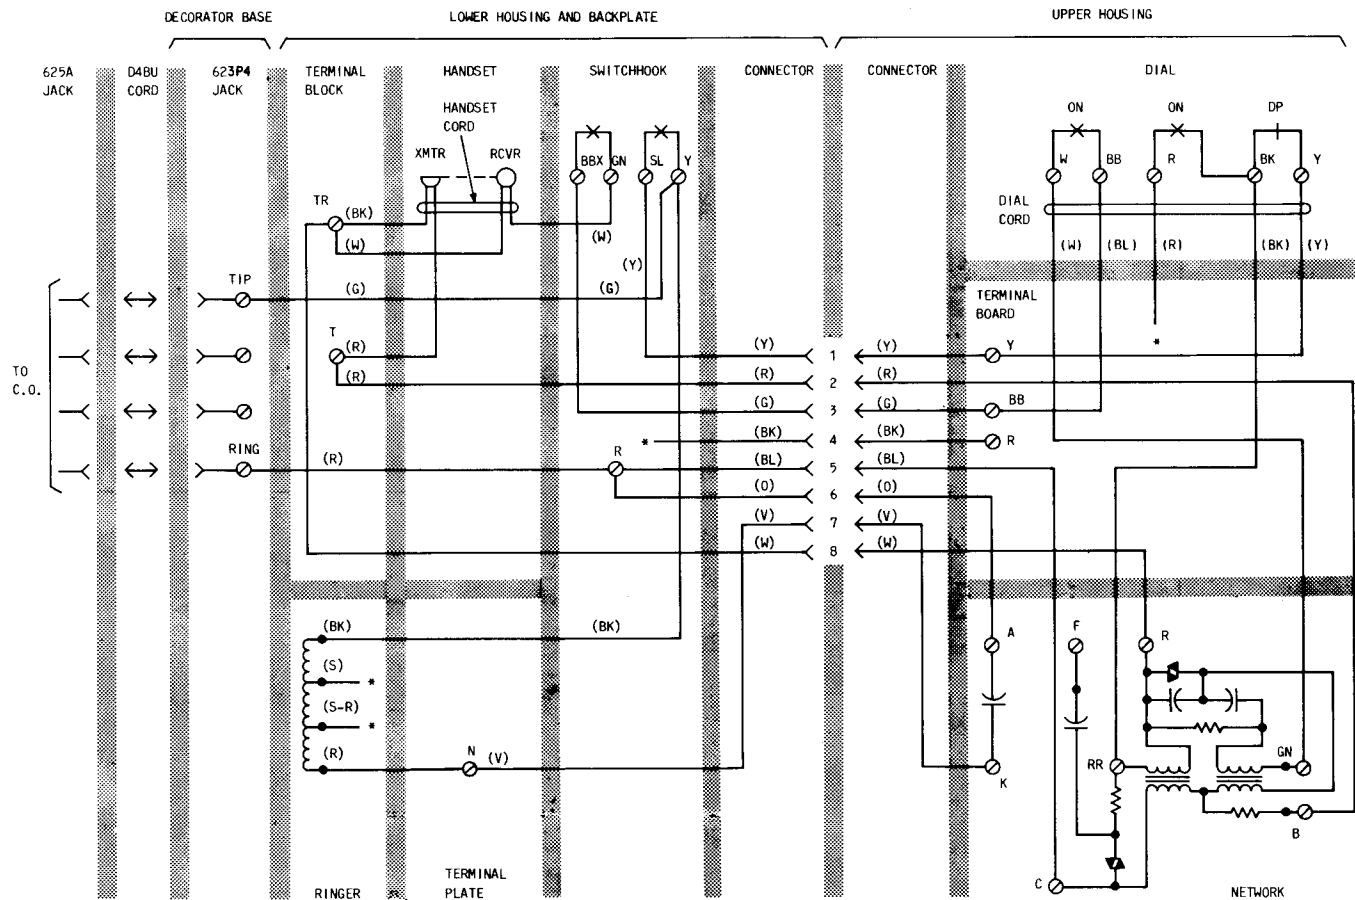 DECORATOR BASE
LOWER HOUSING AND BACKPLATE
UPPER HOUSING
625A JACK
D4BU CORD
623P4 JACK
TERMINAL BLOCK
HANDSET
SWITCHHOOK
CONNECTOR
CONNECTOR
DIAL
HANDSET CORD
XMTR
RCVR
BBX
GN
SL
Y
ON
ON
DP
W
BB
R
BK
Y
TR
(BK)
(W)
(W)
(Y)
DIAL CORD
(W)
(BL)
(R)
(BK)
(Y)
TIP
(G)
(G)
TERMINAL BOARD
*
T
(R)
(R)
TO C.O.
(Y) 1 (Y)
Y
(R) 2 (R)
(G) 3 (G)
BB
* (BK) 4 (BK)
R
RING
(R)
R
(BL) 5 (BL)
(O) 6 (O)
(V) 7 (V)
(W) 8 (W)
(BK)
(BK)
A
F
R
(S)
*
(S-R)
*
(R)
N
(V)
K
RR
GN
B
C
RINGER
TERMINAL PLATE
NETWORK